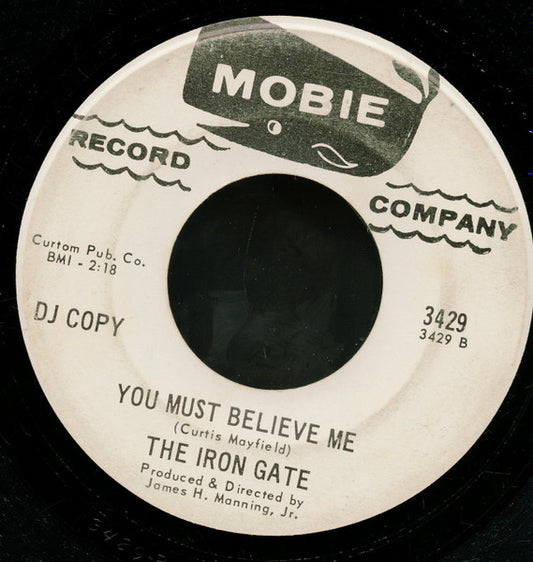 MOBIE
RECORD
COMPANY
Curtom Pub. Co.
BMI - 2:18
DJ COPY
3429
3429 B
YOU MUST BELIEVE ME
(Curtis Mayfield)
THE IRON GATE
Produced & Directed by
James H. Manning, Jr.